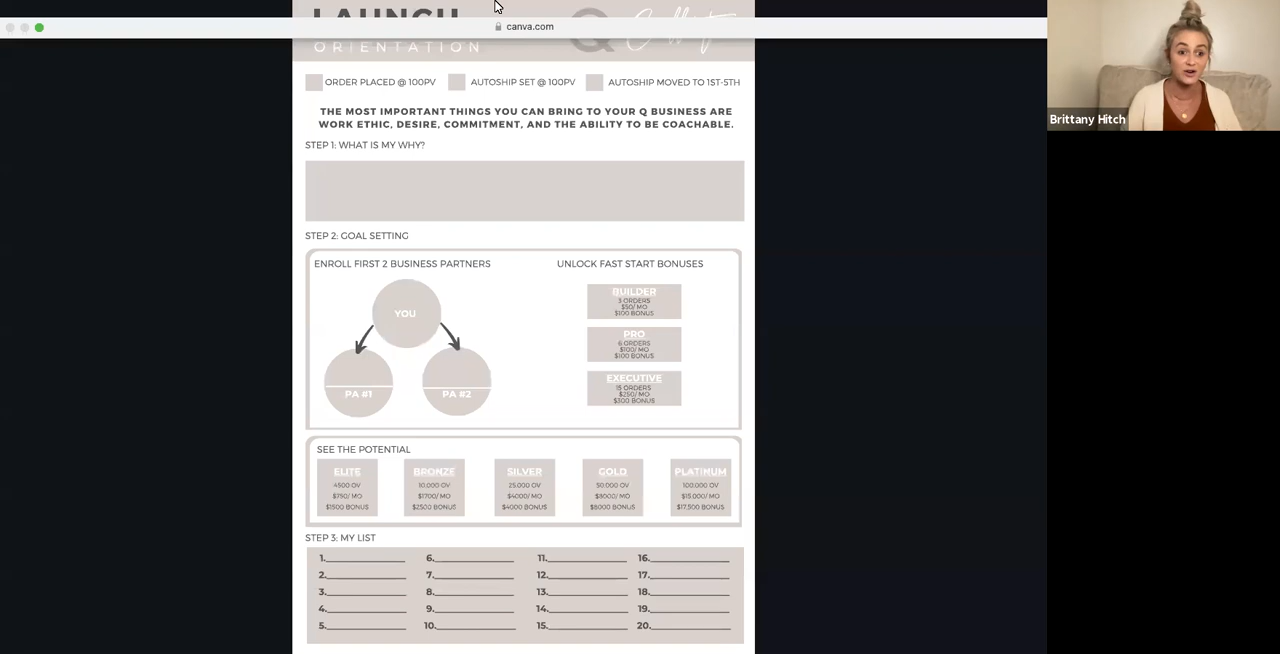 LAUNCH
canva.com
ORIENTATION
Q Collect
ORDER PLACED @ 100PV AUTOSHIP SET @ 100PV AUTOSHIP MOVED TO 1ST-5TH
THE MOST IMPORTANT THINGS YOU CAN BRING TO YOUR Q BUSINESS ARE
WORK ETHIC, DESIRE, COMMITMENT, AND THE ABILITY TO BE COACHABLE.
Brittany Hitch
STEP 1: WHAT IS MY WHY?
STEP 2: GOAL SETTING
ENROLL FIRST 2 BUSINESS PARTNERS
YOU
PA #1 PA #2
UNLOCK FAST START BONUSES
BUILDER
3 ORDERS
$50/ MO
$100 BONUS
PRO
6 ORDERS
$100/ MO
$100 BONUS
EXECUTIVE
15 ORDERS
$250/ MO
$300 BONUS
SEE THE POTENTIAL
ELITE
4500 OV
$750/ MO
$1500 BONUS
BRONZE
10,000 OV
$1700/ MO
$2500 BONUS
SILVER
25,000 OV
$4000/ MO
$4000 BONUS
GOLD
50,000 OV
$8000/ MO
$8000 BONUS
PLATINUM
100,000 OV
$15,000/ MO
$17,500 BONUS
STEP 3: MY LIST
1. 6. 11. 16.
2. 7. 12. 17.
3. 8. 13. 18.
4. 9. 14. 19.
5. 10. 15. 20.